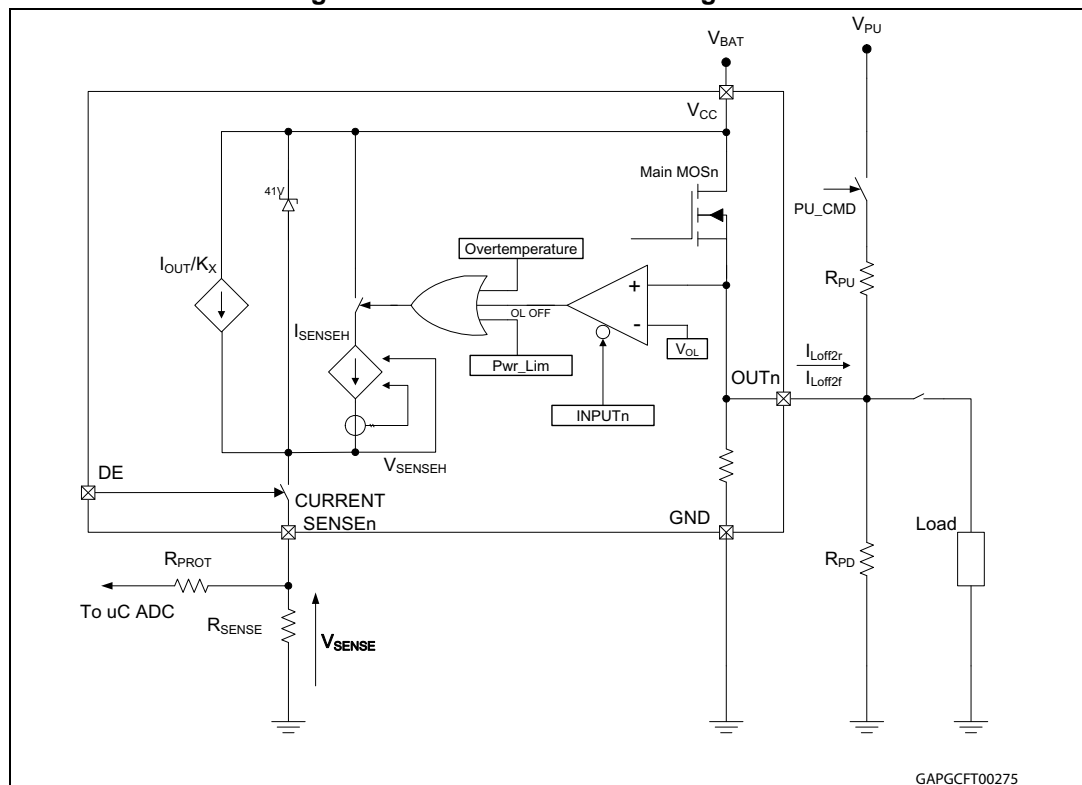 V_BAT
V_PU
V_CC
41V
Main MOSn
PU_CMD
Overtemperature
I_OUT/K_X
R_PU
+
OL OFF
-
I_SENSEH
V_OL
Pwr_Lim
I_Loff2r
OUTn
I_Loff2f
INPUTn
V_SENSEH
DE
CURRENT
SENSEn
GND
Load
R_PROT
R_PD
To uC ADC
R_SENSE
V_SENSE
GAPGCFT00275